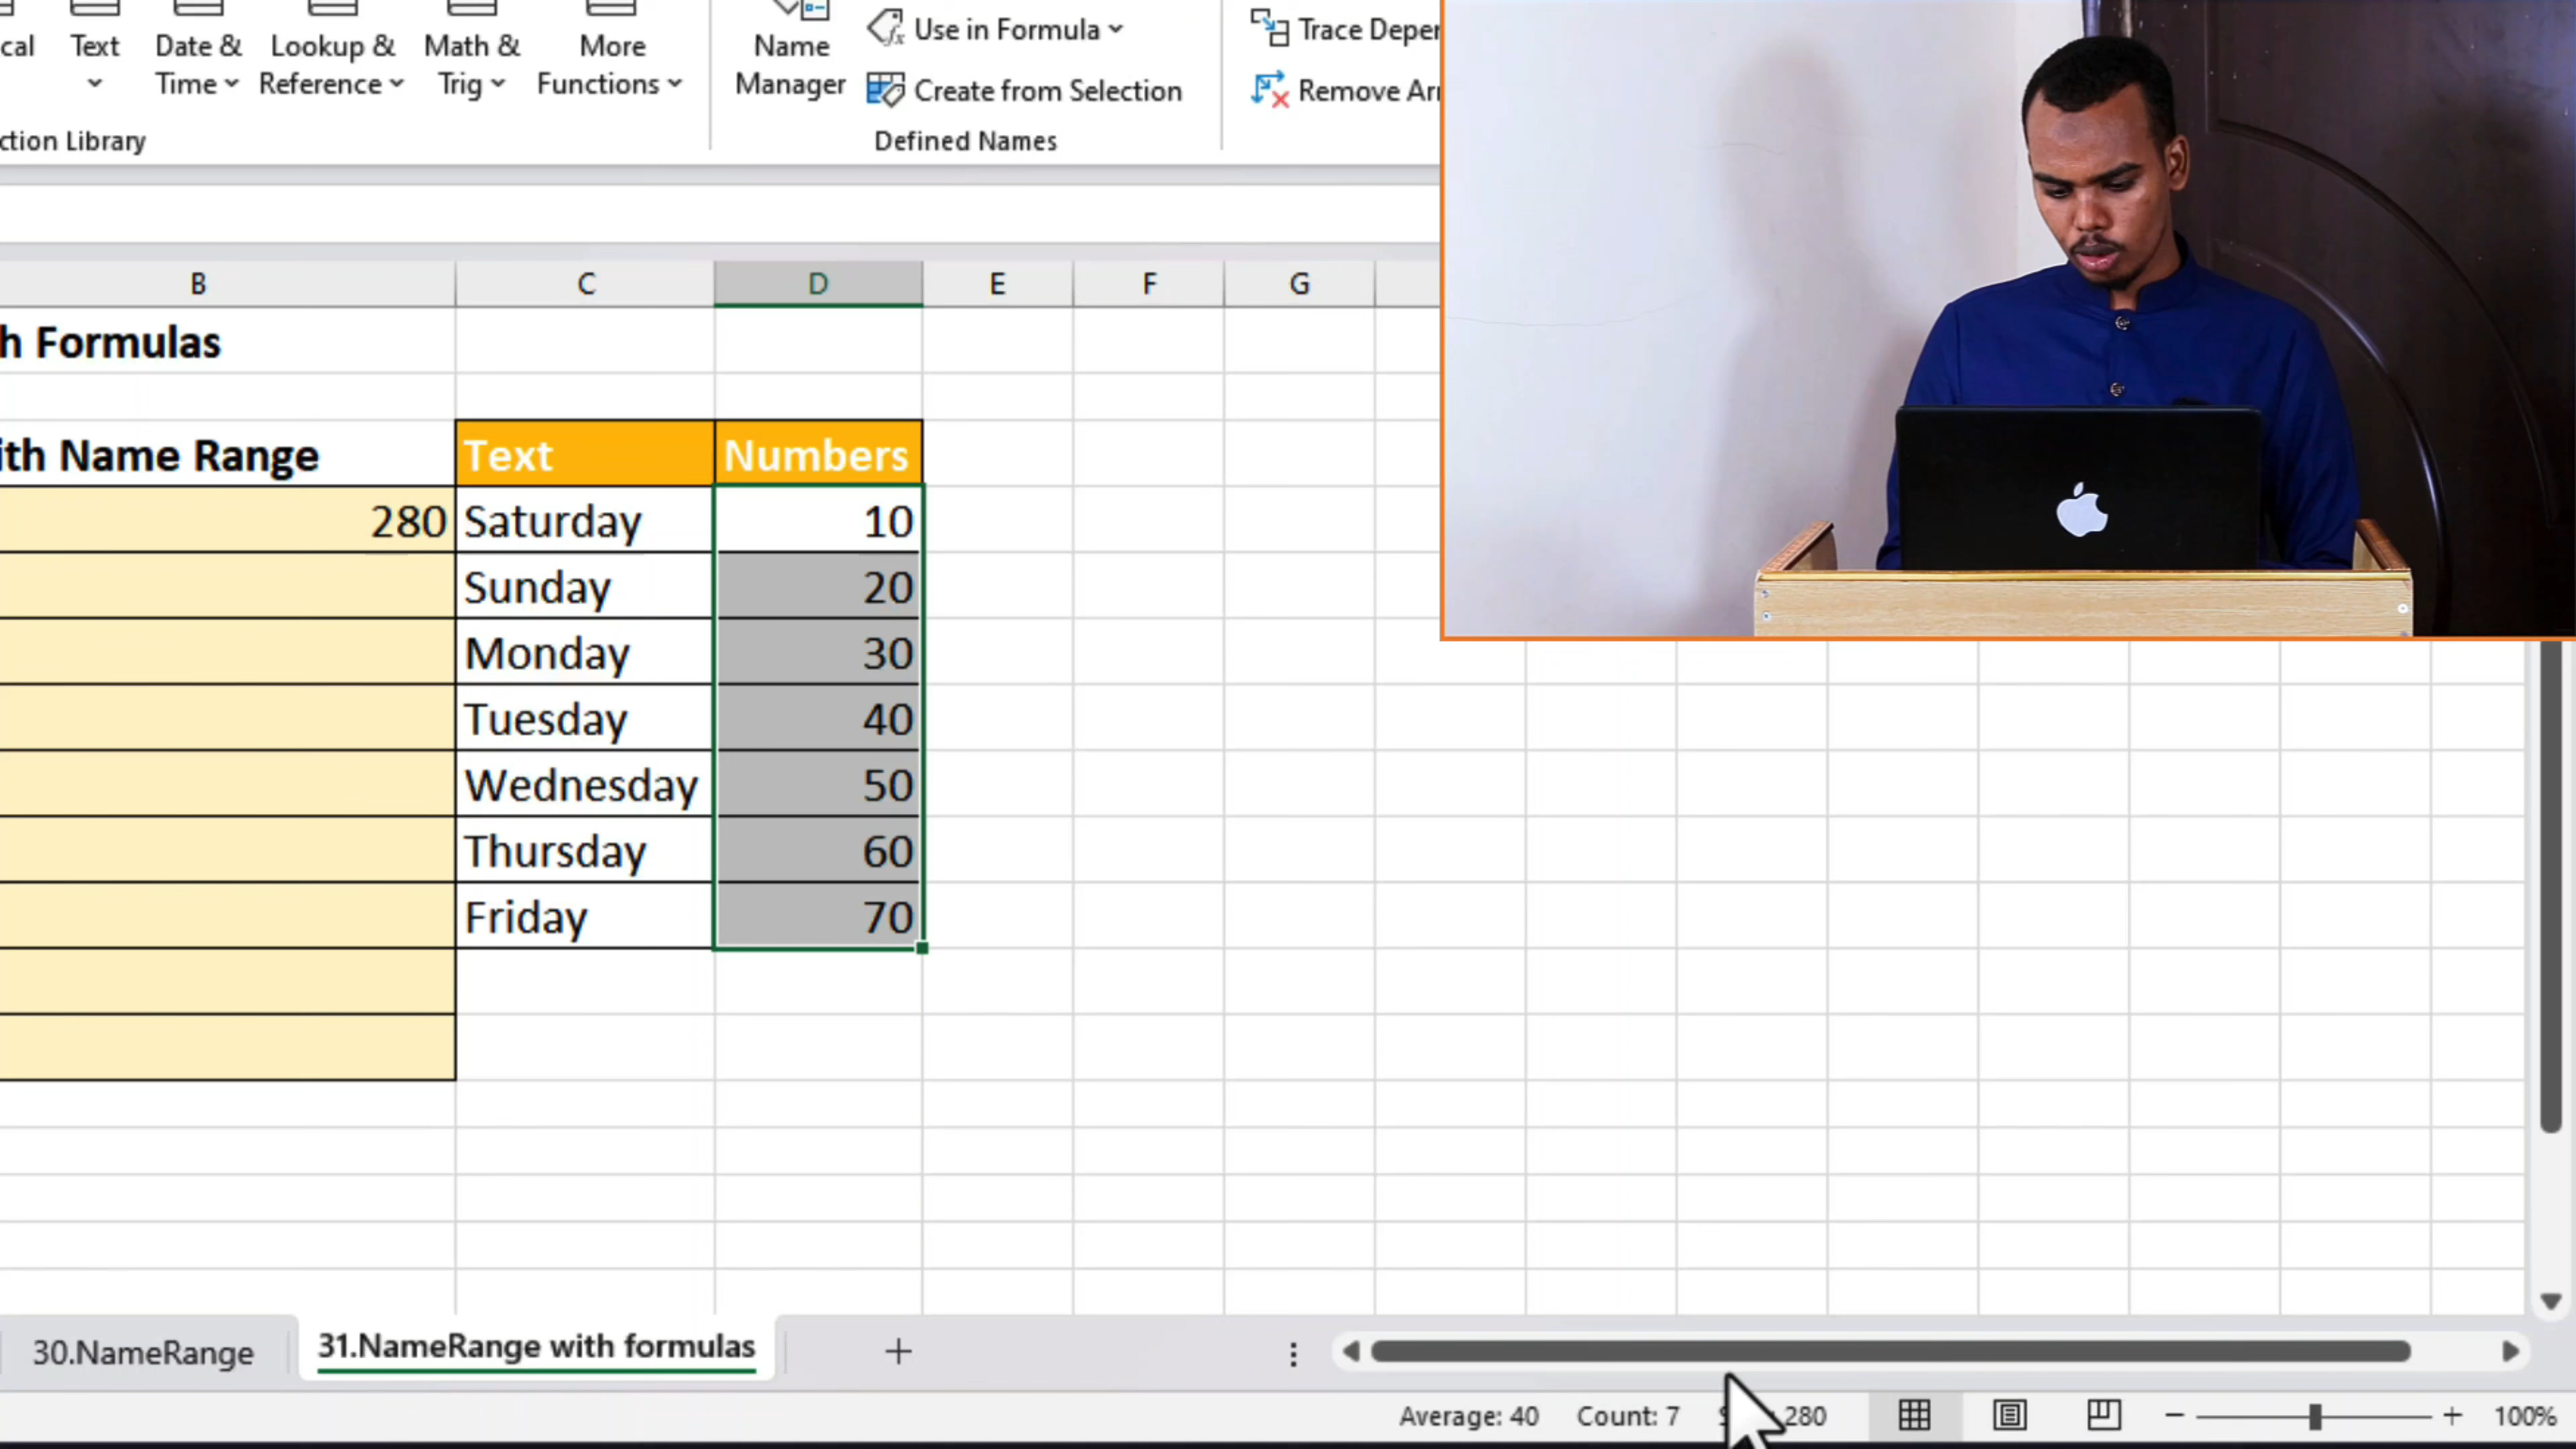 cal
Text
Date &
Time
Lookup &
Reference
Math &
Trig
More
Functions
ction Library
Name
Manager
Use in Formula
Create from Selection
Defined Names
Trace Deper
Remove Arr
B C D E F G
h Formulas
ith Name Range Text Numbers
280 Saturday 10
Sunday 20
Monday 30
Tuesday 40
Wednesday 50
Thursday 60
Friday 70
30.NameRange 31.NameRange with formulas
Average: 40 Count: 7 280 100%